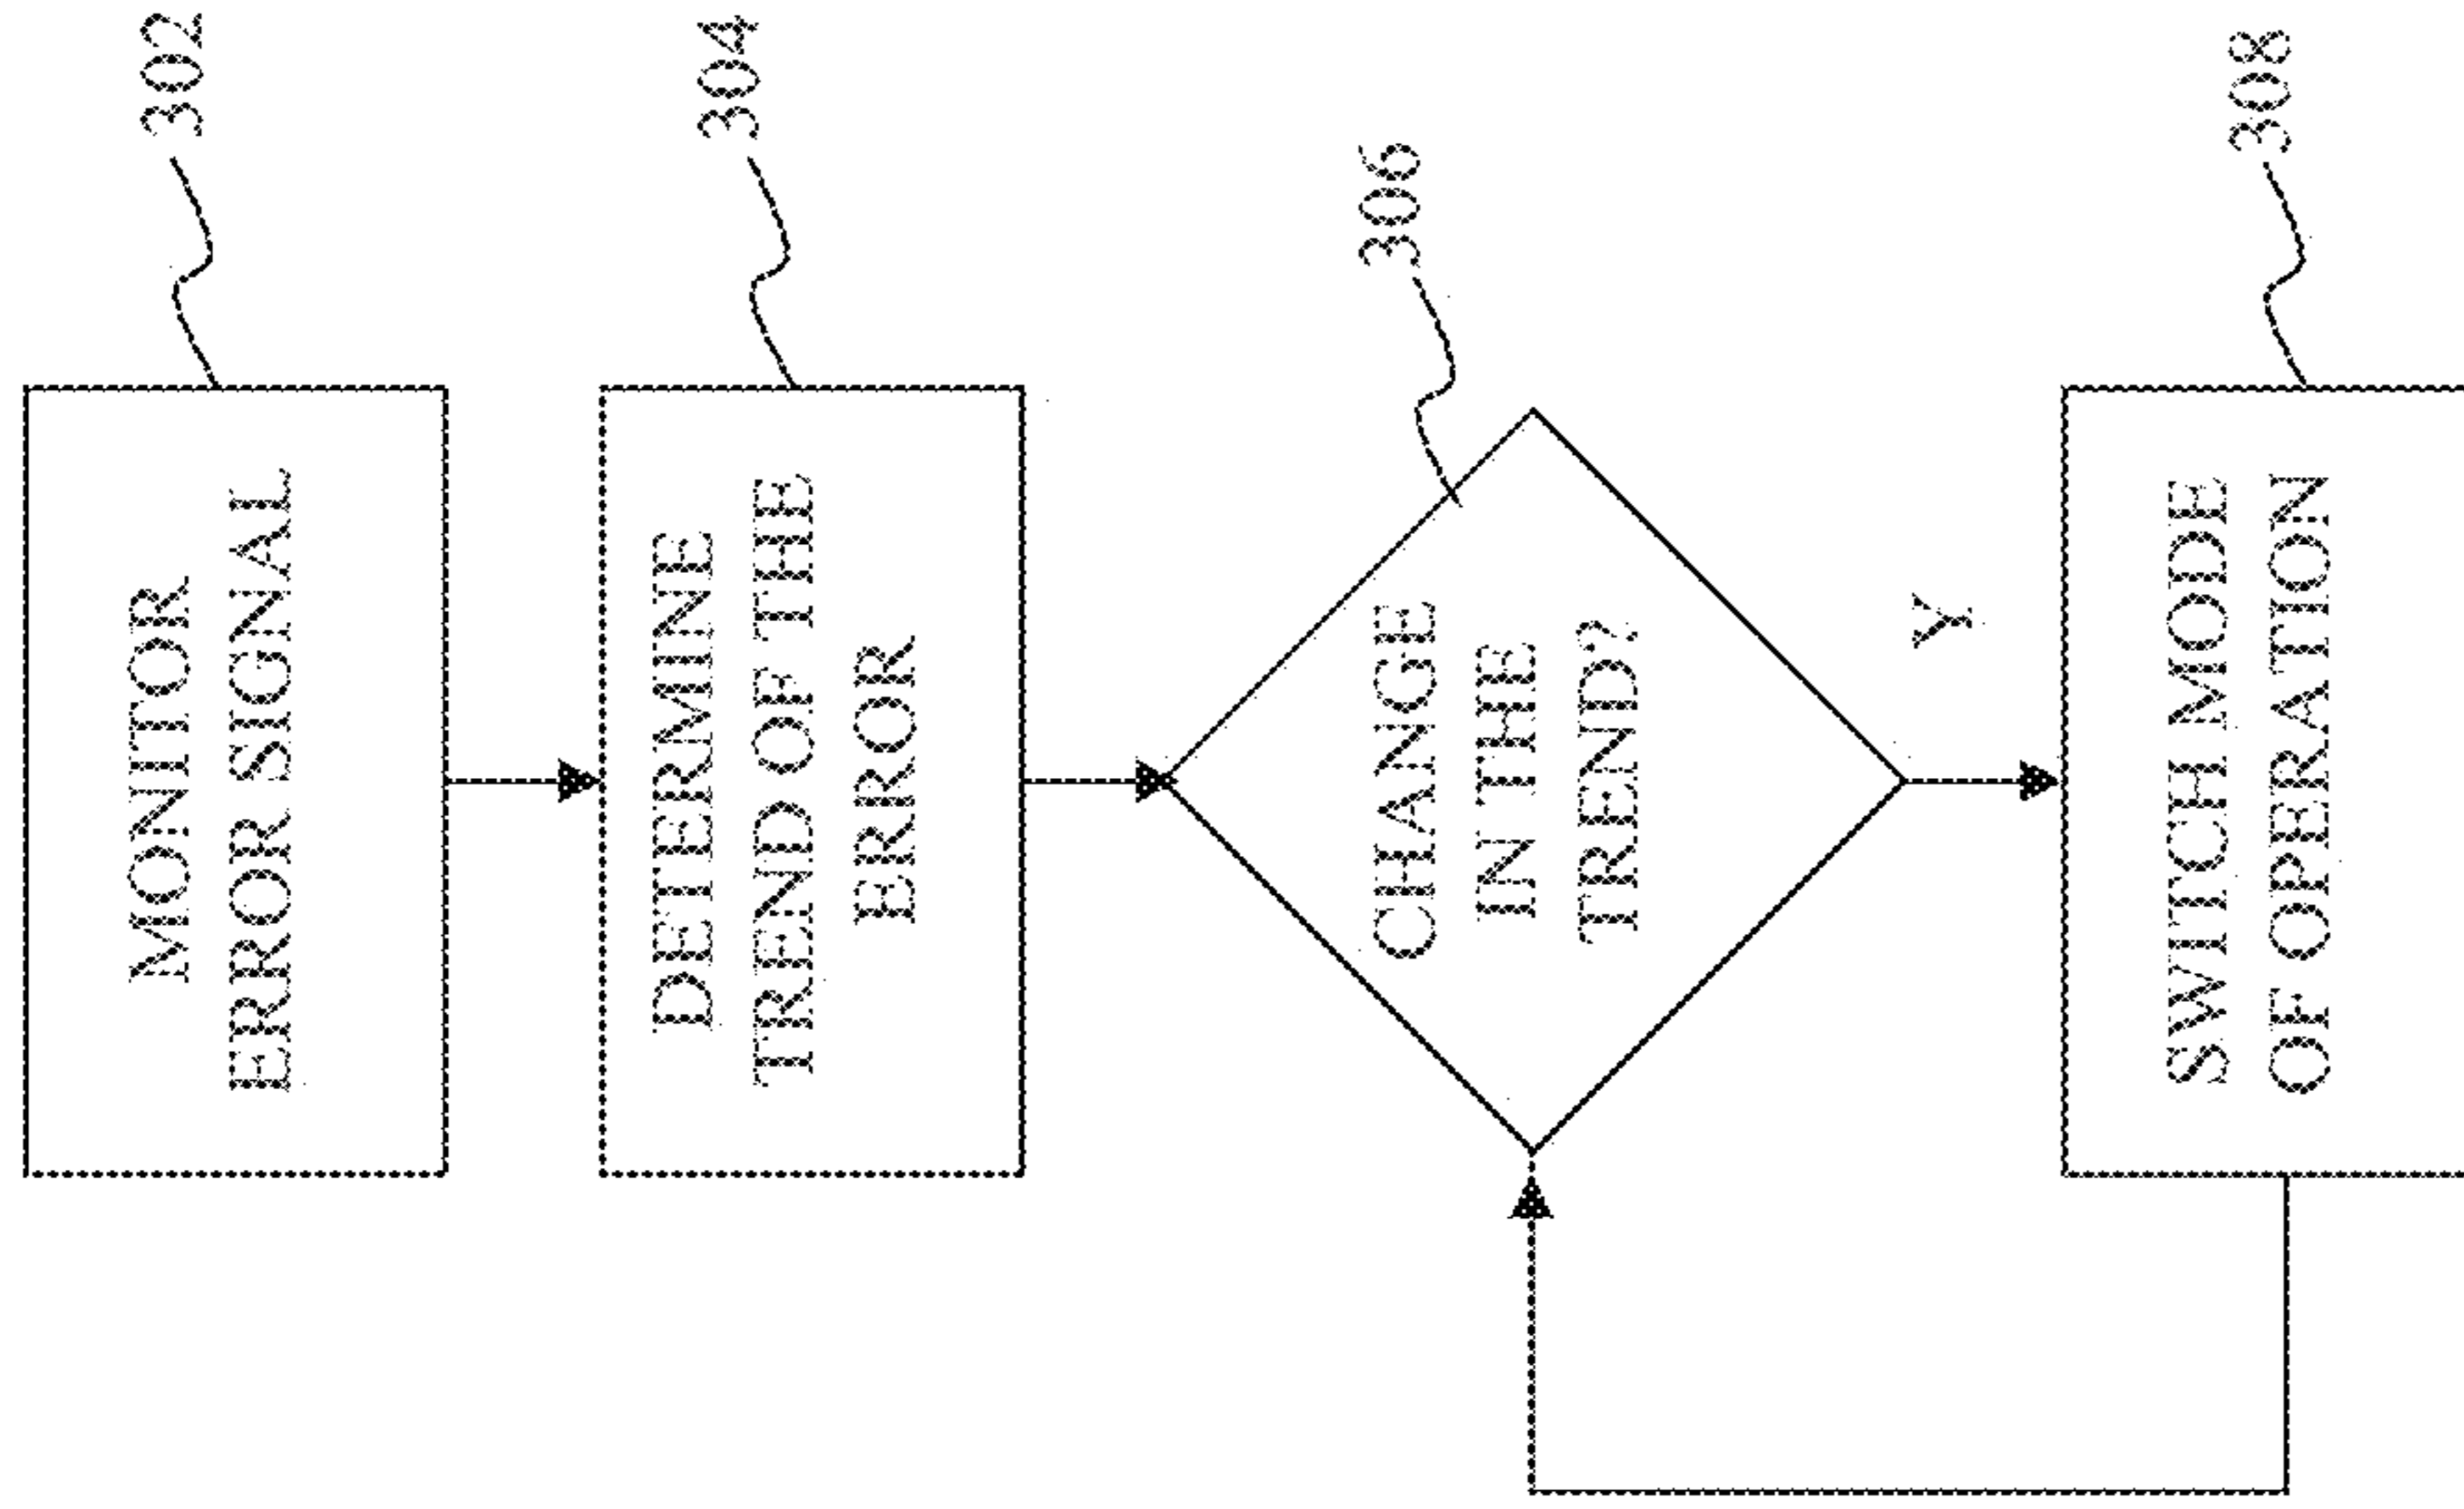 MONITOR
ERROR SIGNAL
302
DETERMINE
TREND OF THE
ERROR
304
CHANGE
IN THE
TREND?
306
Y
SWITCH MODE
OF OPERATION
308